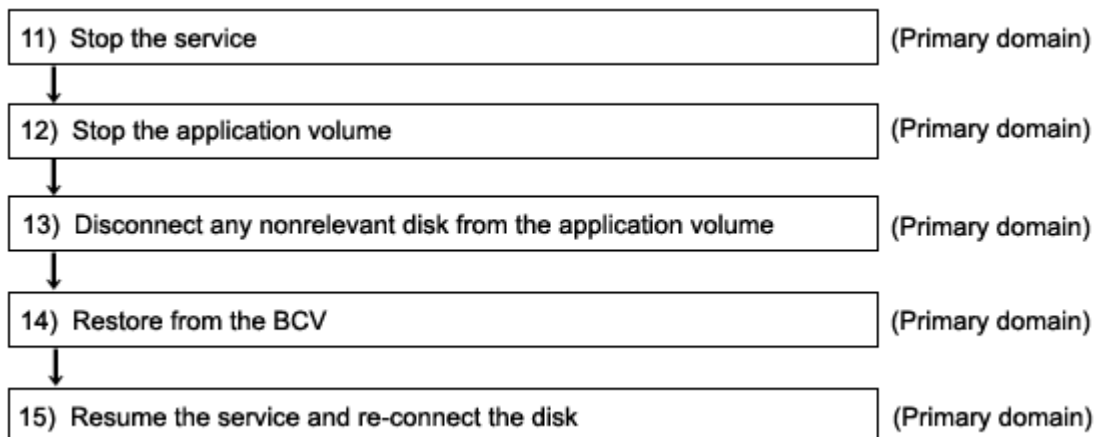 11) Stop the service (Primary domain)
12) Stop the application volume (Primary domain)
13) Disconnect any nonrelevant disk from the application volume (Primary domain)
14) Restore from the BCV (Primary domain)
15) Resume the service and re-connect the disk (Primary domain)